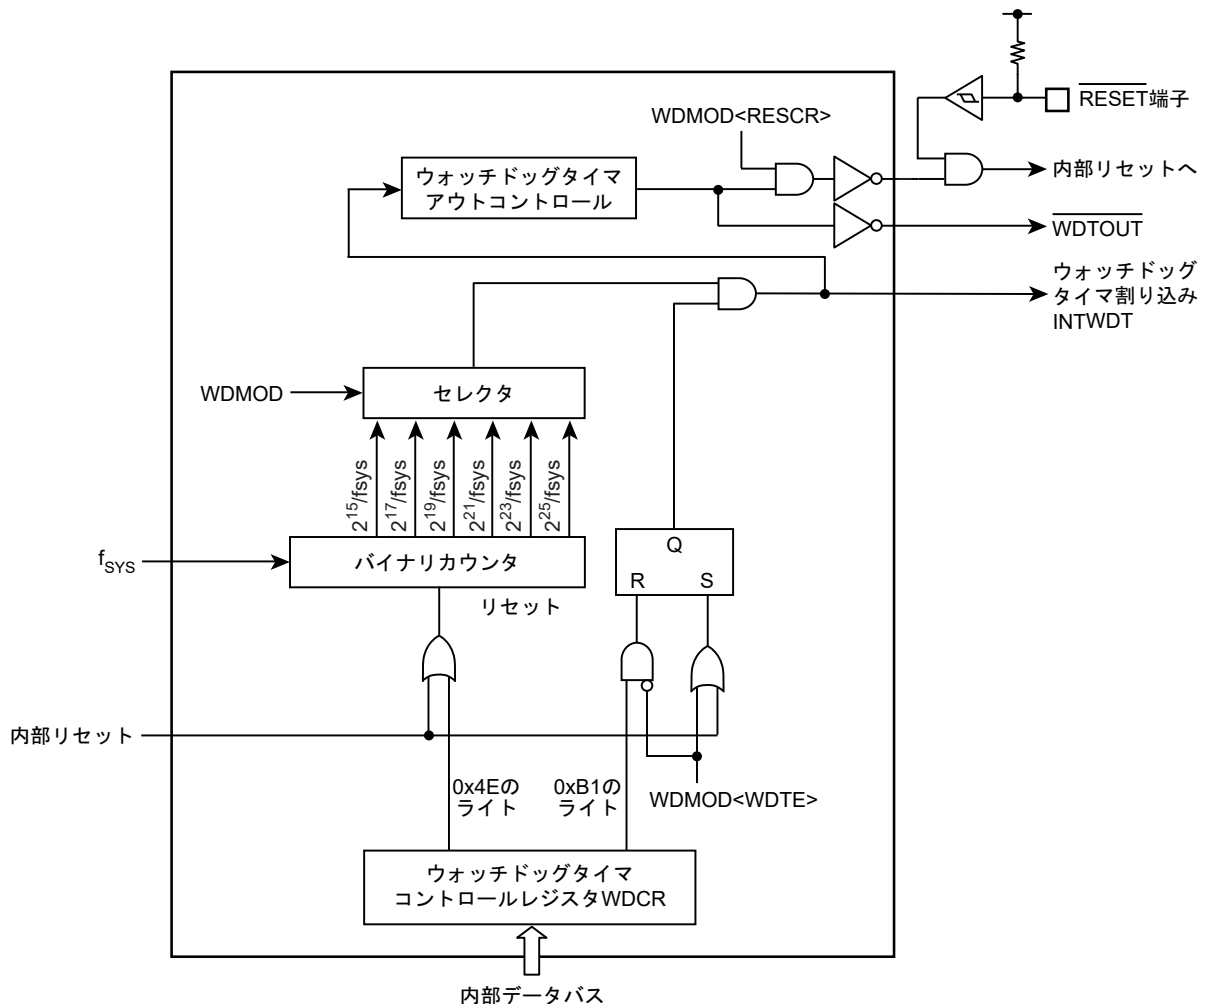 RESET端子
WDMOD<RESCR>
ウォッチドッグタイマ
アウトコントロール
内部リセットへ
WDTOUT
ウォッチドッグ
タイマ割り込み
INTWDT
WDMOD
セレクタ
2^15/fsys
2^17/fsys
2^19/fsys
2^21/fsys
2^23/fsys
2^25/fsys
fSYS
バイナリカウンタ
リセット
Q
R S
内部リセット
0x4Eの
ライト
0xB1の
ライト
WDMOD<WDTE>
ウォッチドッグタイマ
コントロールレジスタWDCR
内部データバス